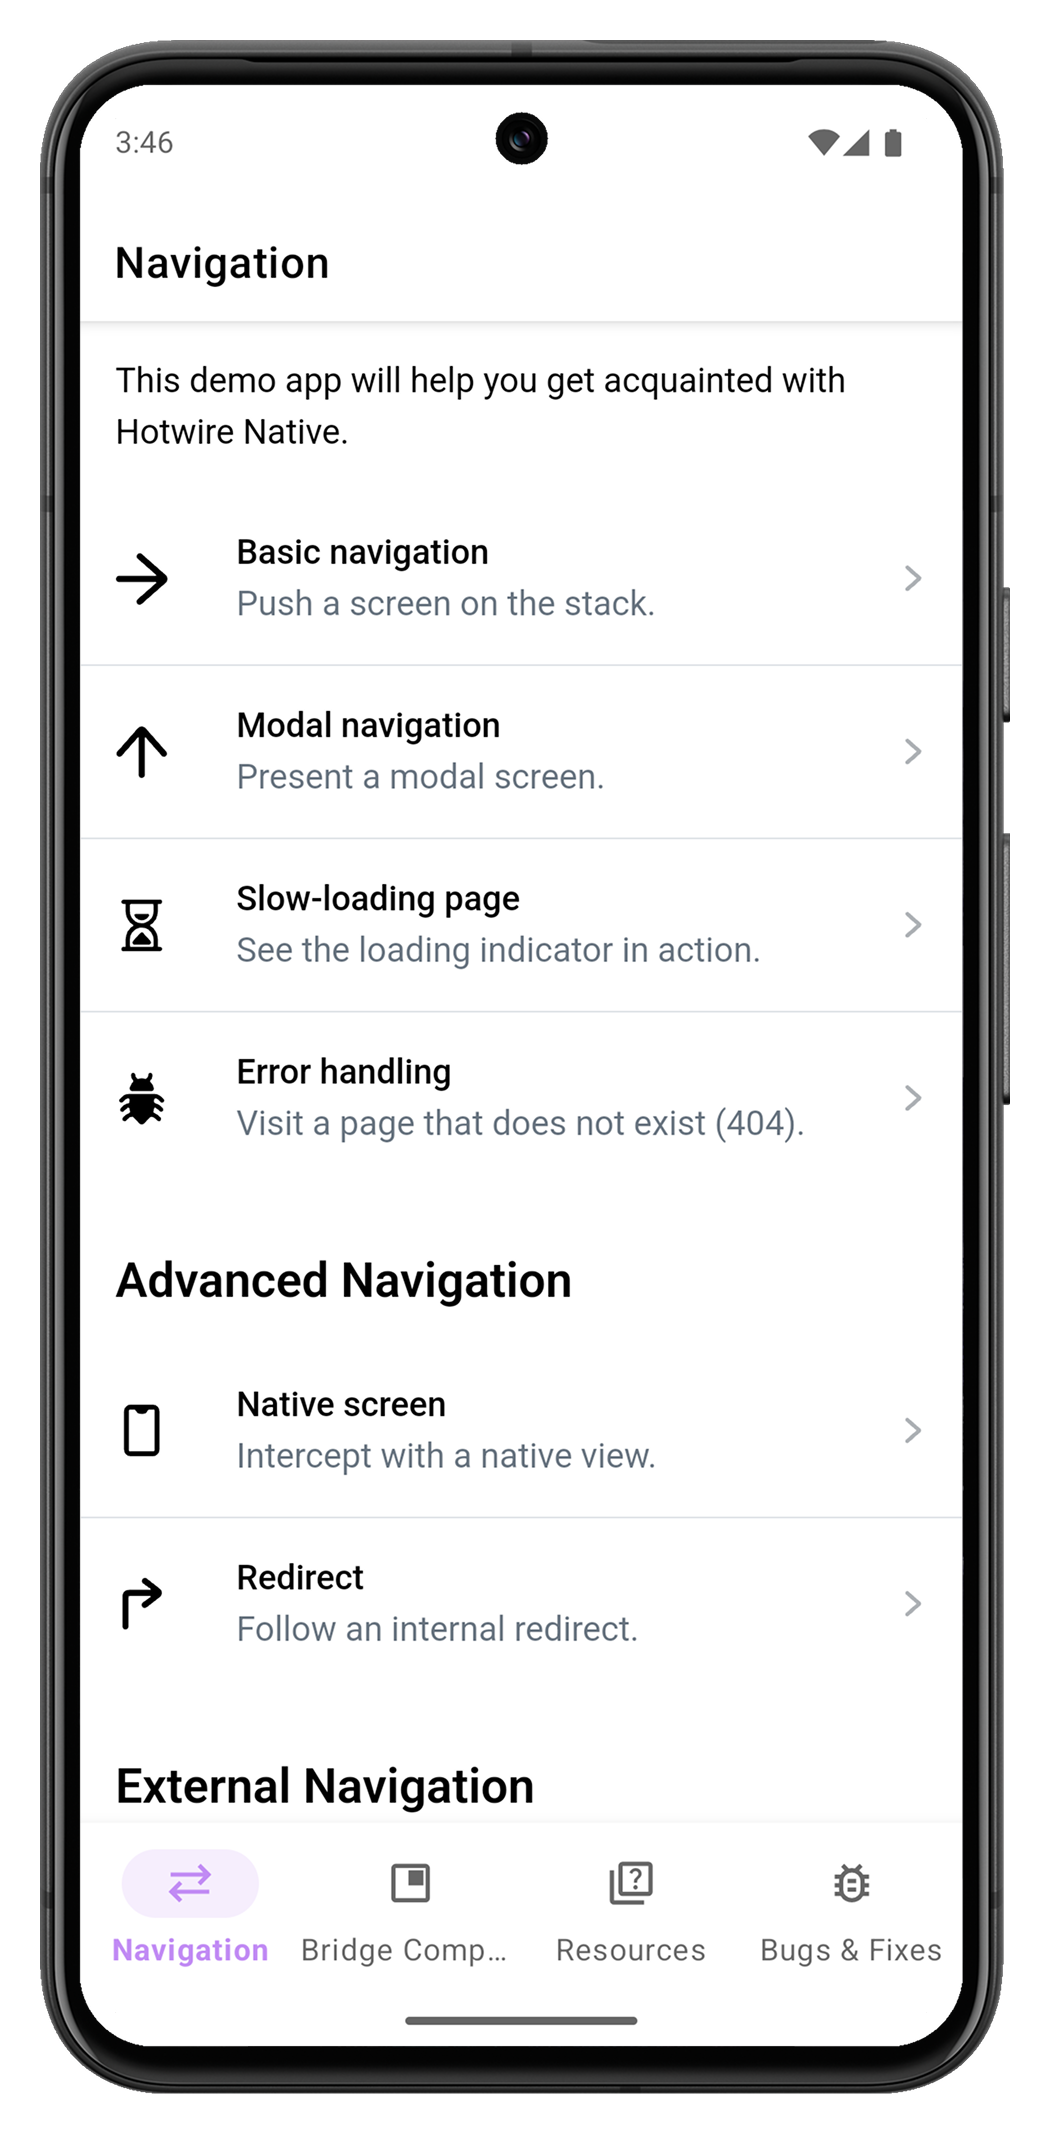 3:46
Navigation
This demo app will help you get acquainted with
Hotwire Native.
Basic navigation
Push a screen on the stack.
Modal navigation
Present a modal screen.
Slow-loading page
See the loading indicator in action.
Error handling
Visit a page that does not exist (404).
Advanced Navigation
Native screen
Intercept with a native view.
Redirect
Follow an internal redirect.
External Navigation
Navigation
Bridge Comp...
Resources
Bugs & Fixes